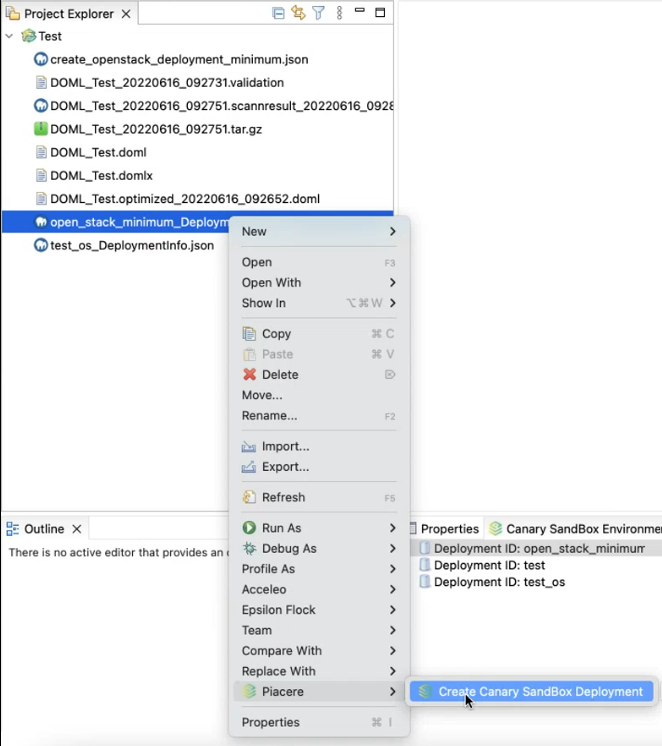 Project Explorer
Test
create_openstack_deployment_minimum.json
DOML_Test_20220616_092731.validation
DOML_Test_20220616_092751.scannresult_20220616_0928
DOML_Test_20220616_092751.tar.gz
DOML_Test.doml
DOML_Test.domlx
DOML_Test.optimized_20220616_092652.doml
open_stack_minimum_Deploym
test_os_DeploymentInfo.json
New
Open F3
Open With
Show In ⌥⌘W
Copy ⌘ C
Paste ⌘ V
Delete ⌦
Move...
Rename... F2
Import...
Export...
Refresh F5
Run As
Debug As
Profile As
Acceleo
Epsilon Flock
Team
Compare With
Replace With
Piacere
Create Canary SandBox Deployment
Properties ⌘ I
Outline
There is no active editor that provides an
Properties Canary SandBox Environme
Deployment ID: open_stack_minimum
Deployment ID: test
Deployment ID: test_os